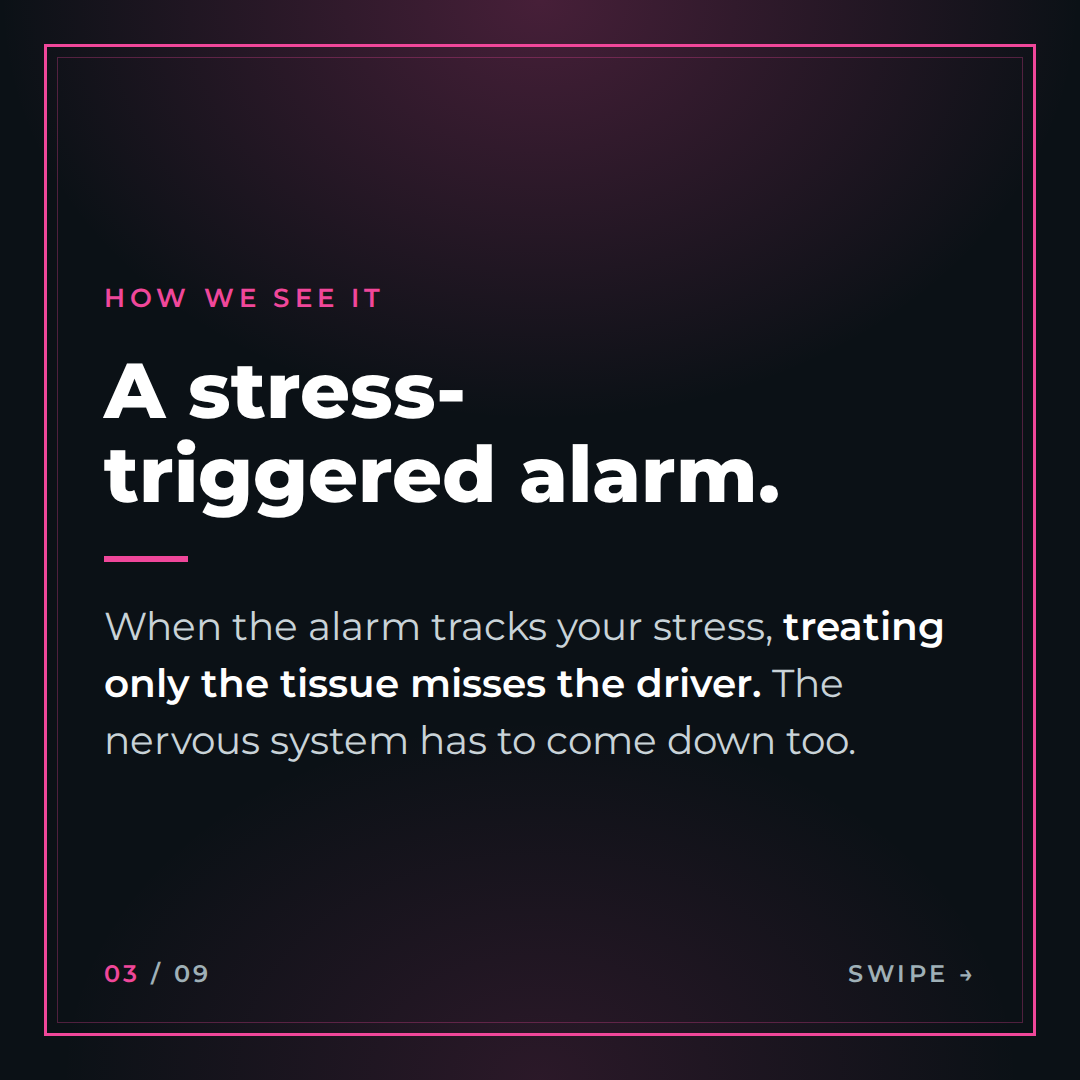 HOW WE SEE IT
A stress-
triggered alarm.
When the alarm tracks your stress, treating
only the tissue misses the driver. The
nervous system has to come down too.
03 / 09
SWIPE →